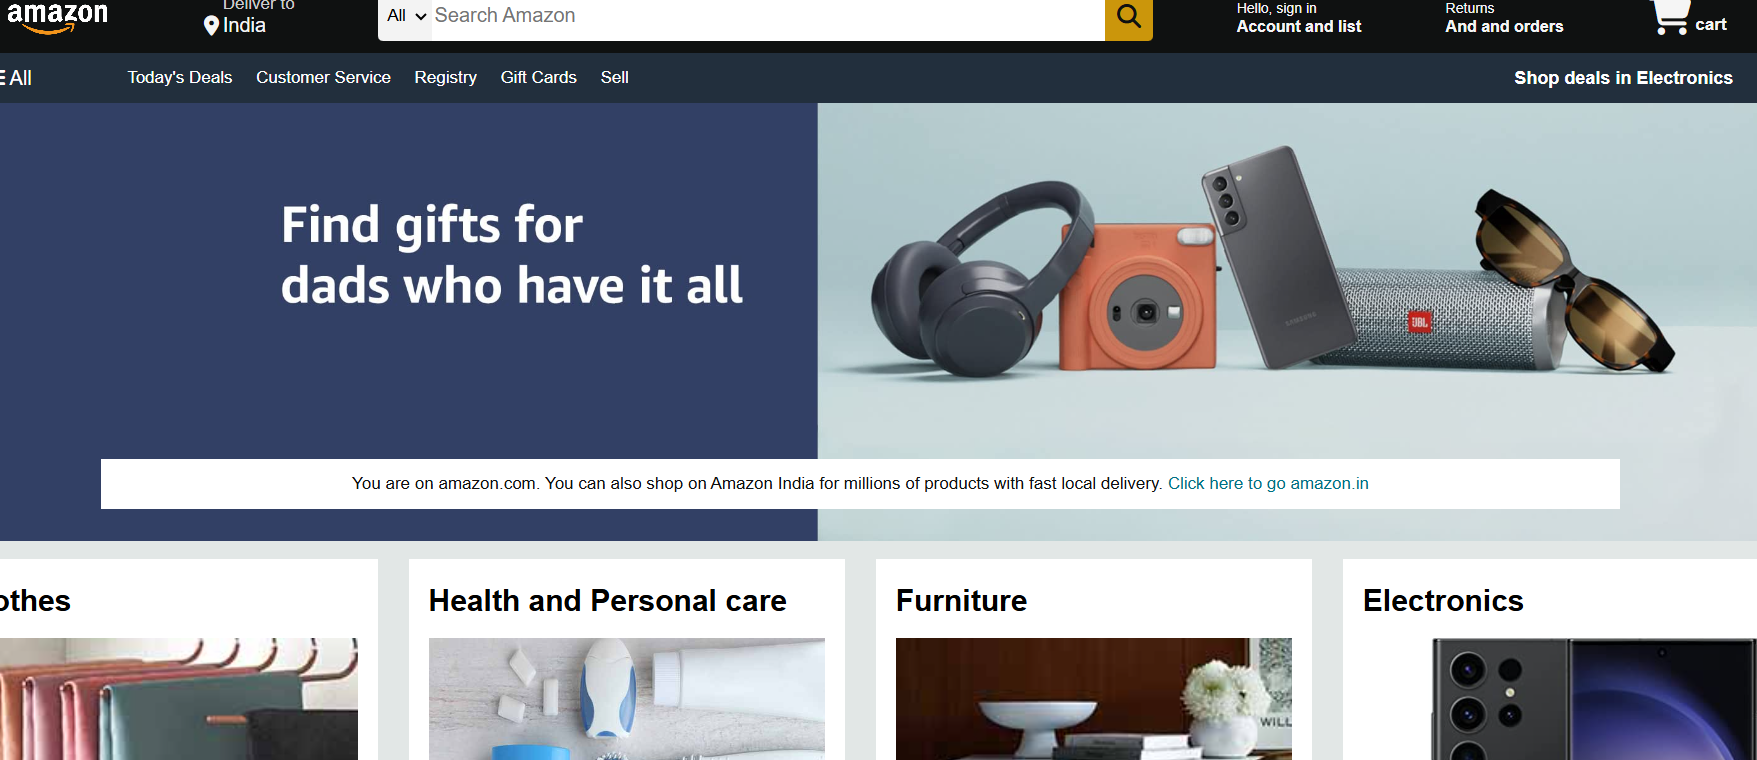 amazon
Deliver to
India
All
Search Amazon
Hello, sign in
Account and list
Returns
And and orders
cart
All
Today's Deals
Customer Service
Registry
Gift Cards
Sell
Shop deals in Electronics
Find gifts for
dads who have it all
SAMSUNG
JBL
You are on amazon.com. You can also shop on Amazon India for millions of products with fast local delivery. Click here to go amazon.in
othes
Health and Personal care
Furniture
Electronics
WILL